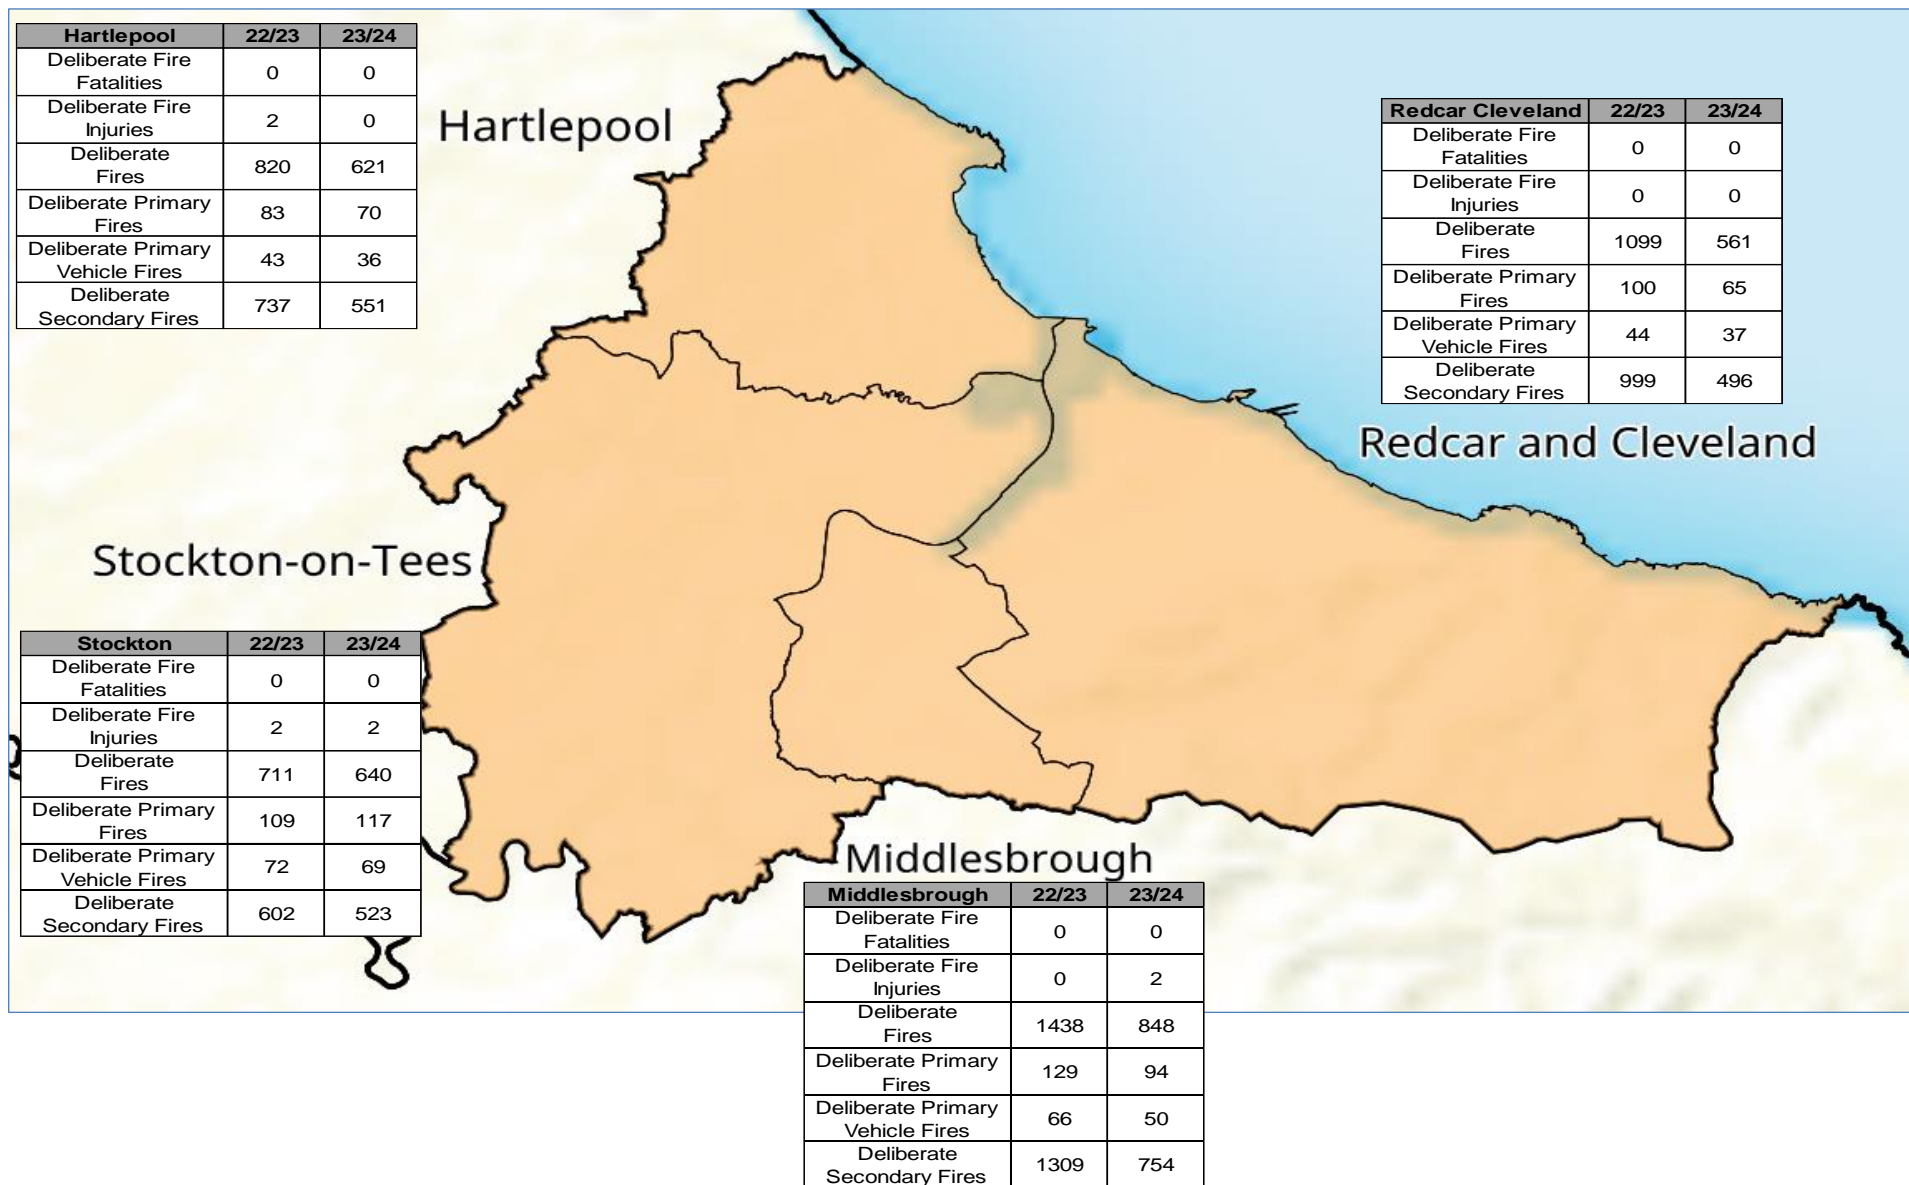 Hartlepool 22/23 23/24
Deliberate Fire
Fatalities 0 0
Deliberate Fire
Injuries 2 0
Deliberate
Fires 820 621
Deliberate Primary
Fires 83 70
Deliberate Primary
Vehicle Fires 43 36
Deliberate
Secondary Fires 737 551
Hartlepool
Redcar Cleveland 22/23 23/24
Deliberate Fire
Fatalities 0 0
Deliberate Fire
Injuries 0 0
Deliberate
Fires 1099 561
Deliberate Primary
Fires 100 65
Deliberate Primary
Vehicle Fires 44 37
Deliberate
Secondary Fires 999 496
Redcar and Cleveland
Stockton-on-Tees
Stockton 22/23 23/24
Deliberate Fire
Fatalities 0 0
Deliberate Fire
Injuries 2 2
Deliberate
Fires 711 640
Deliberate Primary
Fires 109 117
Deliberate Primary
Vehicle Fires 72 69
Deliberate
Secondary Fires 602 523
Middlesbrough
Middlesbrough 22/23 23/24
Deliberate Fire
Fatalities 0 0
Deliberate Fire
Injuries 0 2
Deliberate
Fires 1438 848
Deliberate Primary
Fires 129 94
Deliberate Primary
Vehicle Fires 66 50
Deliberate
Secondary Fires 1309 754